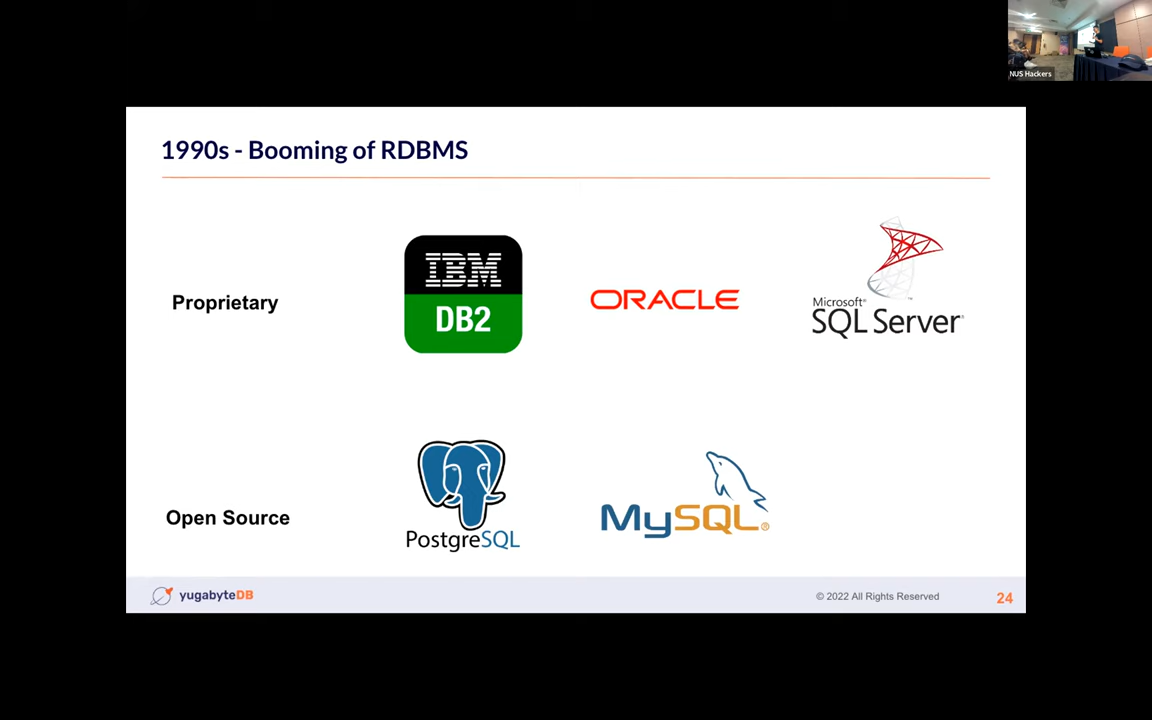 NUS Hackers
1990s - Booming of RDBMS
Proprietary
IBM
DB2
ORACLE
Microsoft®
SQL Server®
Open Source
PostgreSQL
MySQL®
yugabyteDB
© 2022 All Rights Reserved
24